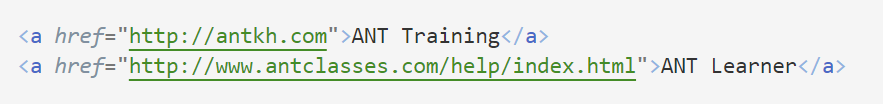 <a href="http://antkh.com">ANT Training</a>
<a href="http://www.antclasses.com/help/index.html">ANT Learner</a>